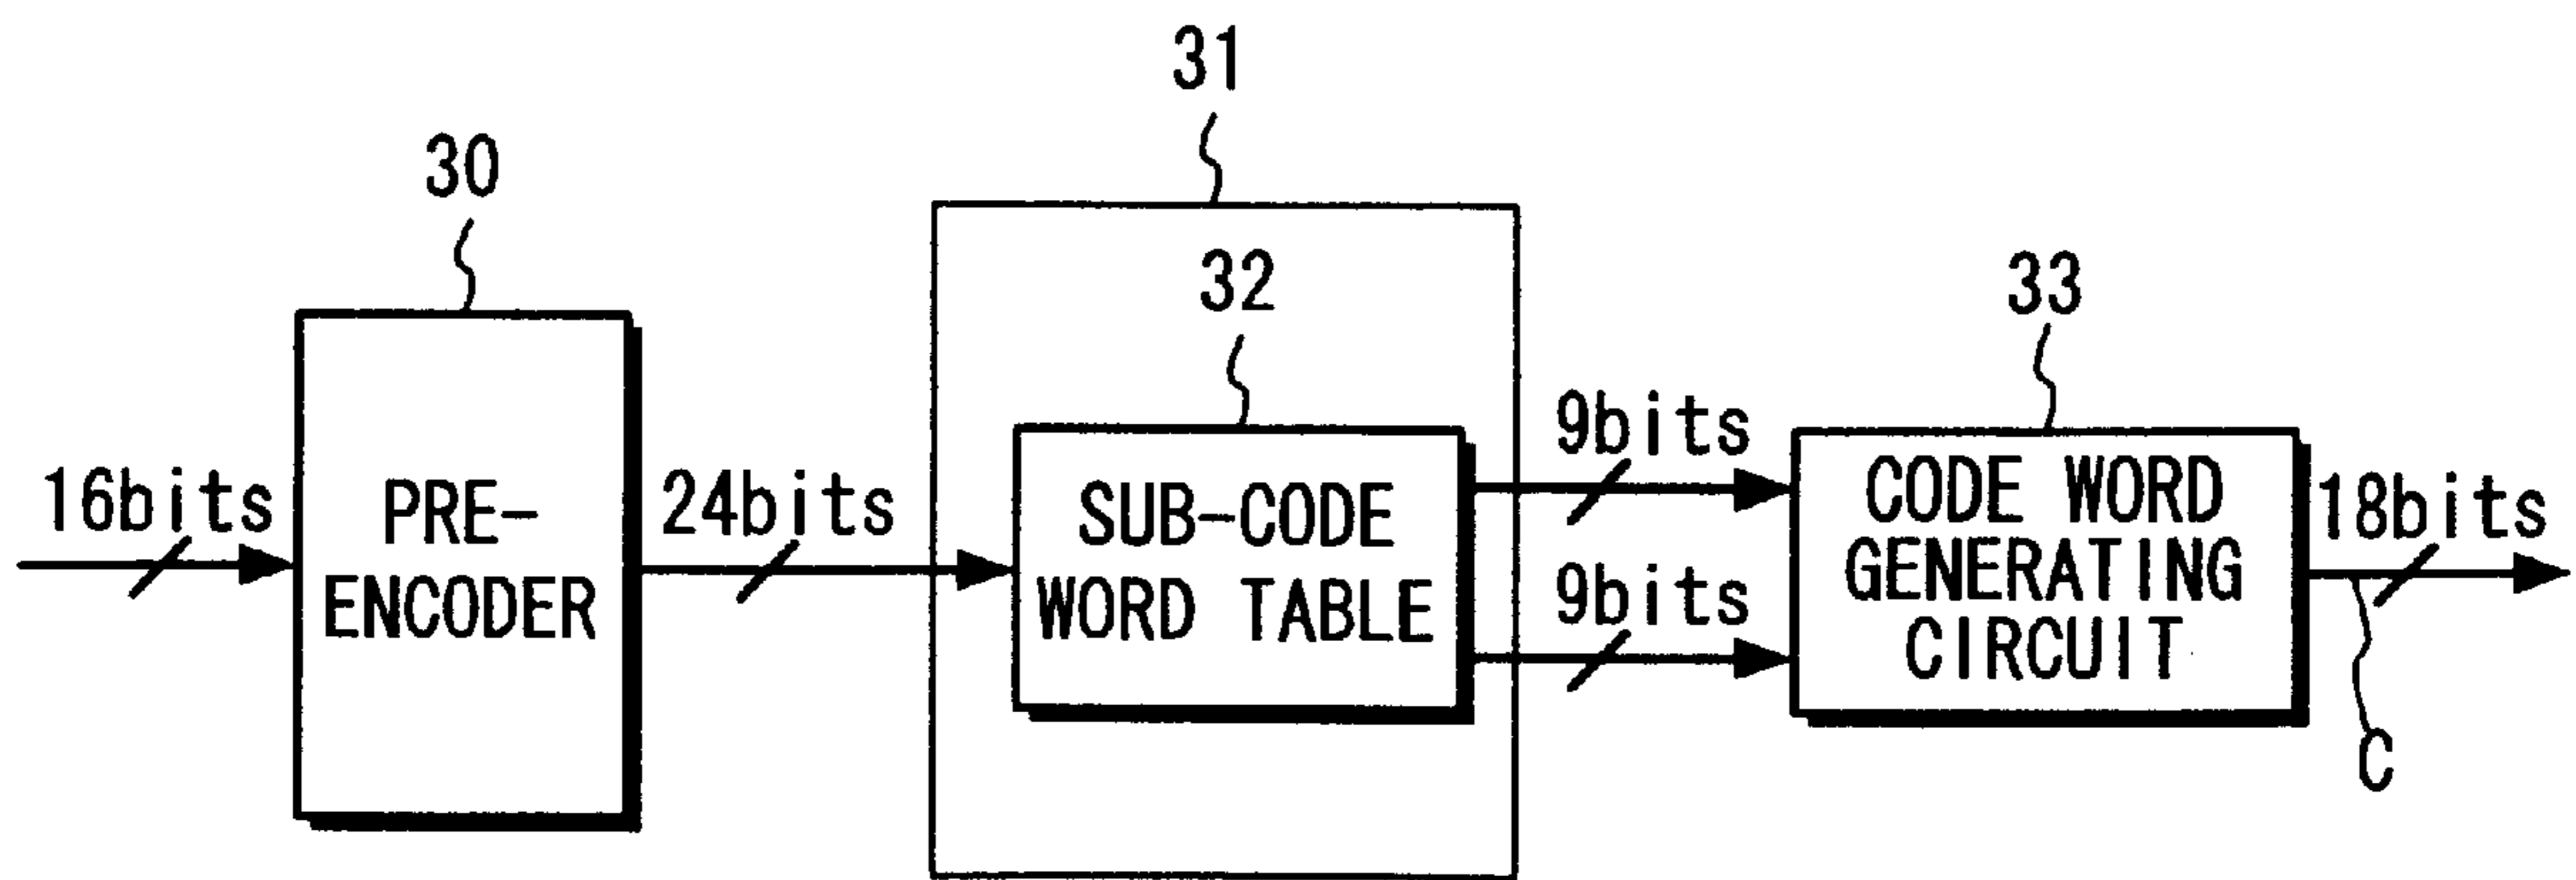 31
30
32
33
16bits
PRE-
ENCODER
24bits
SUB-CODE
WORD TABLE
9bits
9bits
CODE WORD
GENERATING
CIRCUIT
18bits
C